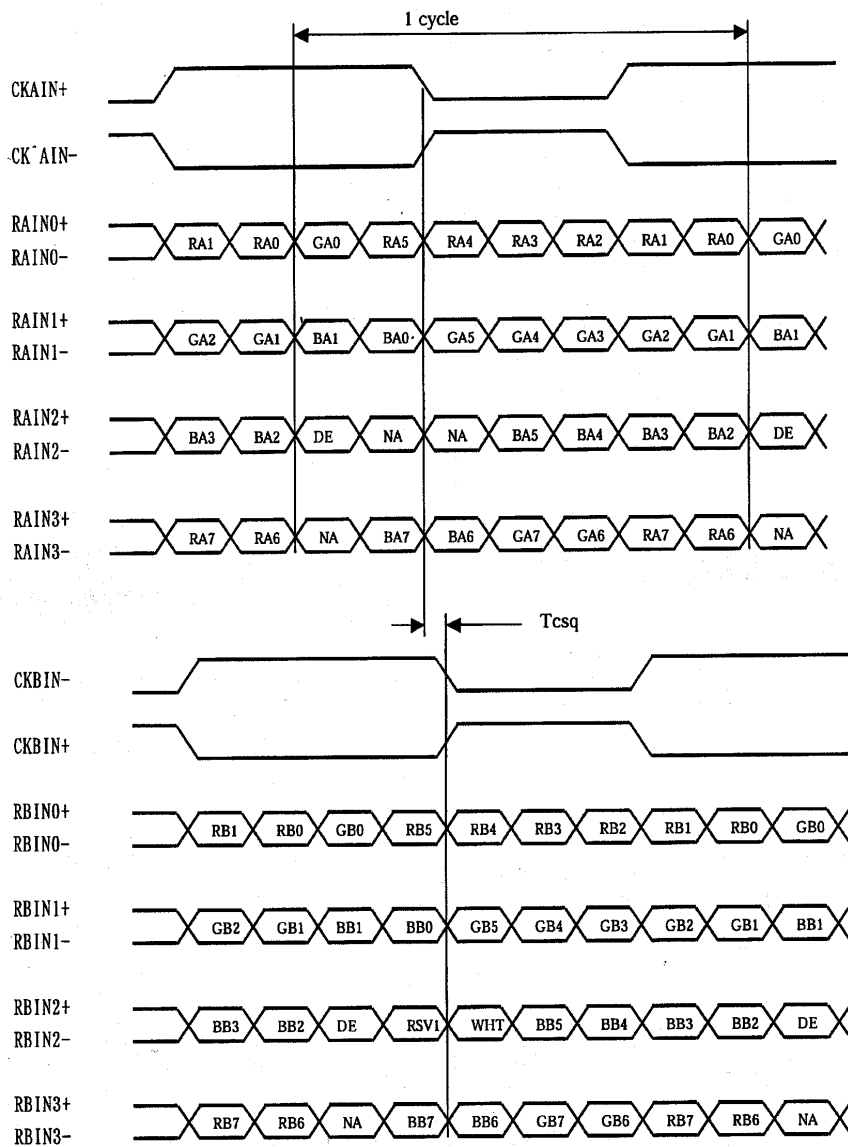 1 cycle
CKAIN+
CK^AIN-
RAIN0+
RA1 RA0 GA0 RA5 RA4 RA3 RA2 RA1 RA0 GA0
RAIN0-
RAIN1+
GA2 GA1 BA1 BA0 GA5 GA4 GA3 GA2 GA1 BA1
RAIN1-
RAIN2+
BA3 BA2 DE NA NA BA5 BA4 BA3 BA2 DE
RAIN2-
RAIN3+
RA7 RA6 NA BA7 BA6 GA7 GA6 RA7 RA6 NA
RAIN3-
Tcsq
CKBIN-
CKBIN+
RBIN0+
RB1 RB0 GB0 RB5 RB4 RB3 RB2 RB1 RB0 GB0
RBIN0-
RBIN1+
GB2 GB1 BB1 BB0 GB5 GB4 GB3 GB2 GB1 BB1
RBIN1-
RBIN2+
BB3 BB2 DE RSV1 WHT BB5 BB4 BB3 BB2 DE
RBIN2-
RBIN3+
RB7 RB6 NA BB7 BB6 GB7 GB6 RB7 RB6 NA
RBIN3-